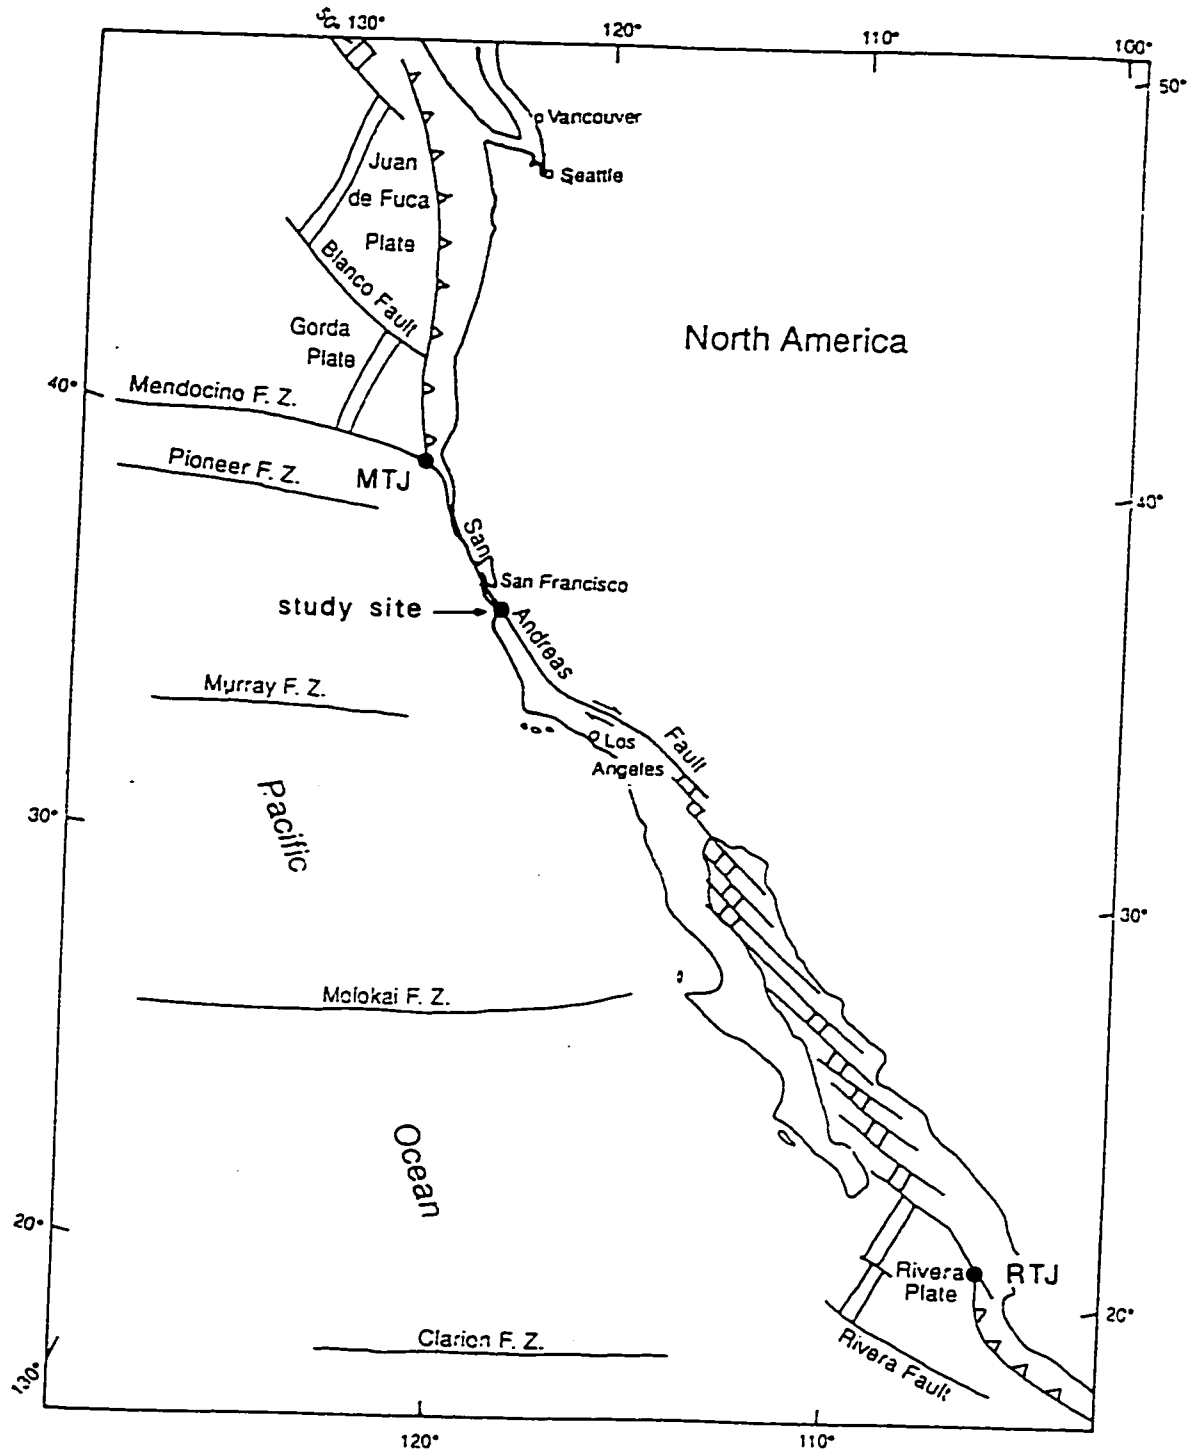 130°
120°
110°
100°
50°
Vancouver
Juan
Seattle
de Fuca
Plate
Blanco Fault
Gorda
Plate
North America
40°
Mendocino F. Z.
Pioneer F. Z.
MTJ
40°
San
San Francisco
study site
Andreas
Murray F. Z.
Los
Angeles
Fault
Pacific
30°
30°
Molokai F. Z.
Ocean
20°
Rivera
Plate
RTJ
20°
Clarion F. Z.
Rivera Fault
130°
120°
110°